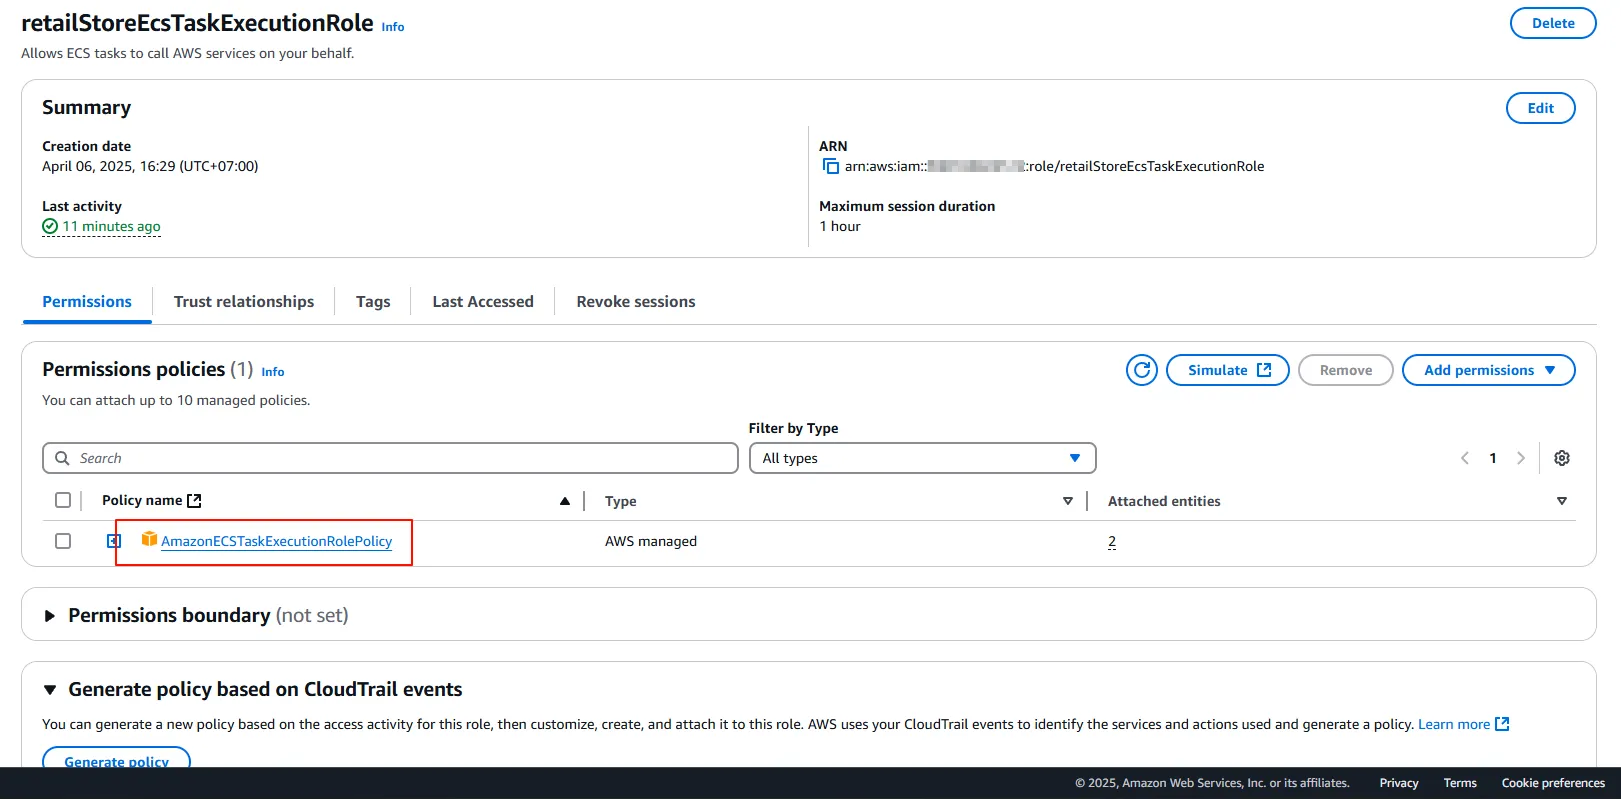 retailStoreEcsTaskExecutionRole Info
Delete
Allows ECS tasks to call AWS services on your behalf.
Summary
Edit
Creation date
April 06, 2025, 16:29 (UTC+07:00)
ARN
arn:aws:iam:: :role/retailStoreEcsTaskExecutionRole
Last activity
11 minutes ago
Maximum session duration
1 hour
Permissions
Trust relationships
Tags
Last Accessed
Revoke sessions
Permissions policies (1) Info
Simulate
Remove
Add permissions
You can attach up to 10 managed policies.
Filter by Type
Search
All types
1
Policy name
Type
Attached entities
AmazonECSTaskExecutionRolePolicy
AWS managed
2
Permissions boundary (not set)
Generate policy based on CloudTrail events
You can generate a new policy based on the access activity for this role, then customize, create, and attach it to this role. AWS uses your CloudTrail events to identify the services and actions used and generate a policy. Learn more
Generate policy
© 2025, Amazon Web Services, Inc. or its affiliates.
Privacy
Terms
Cookie preferences